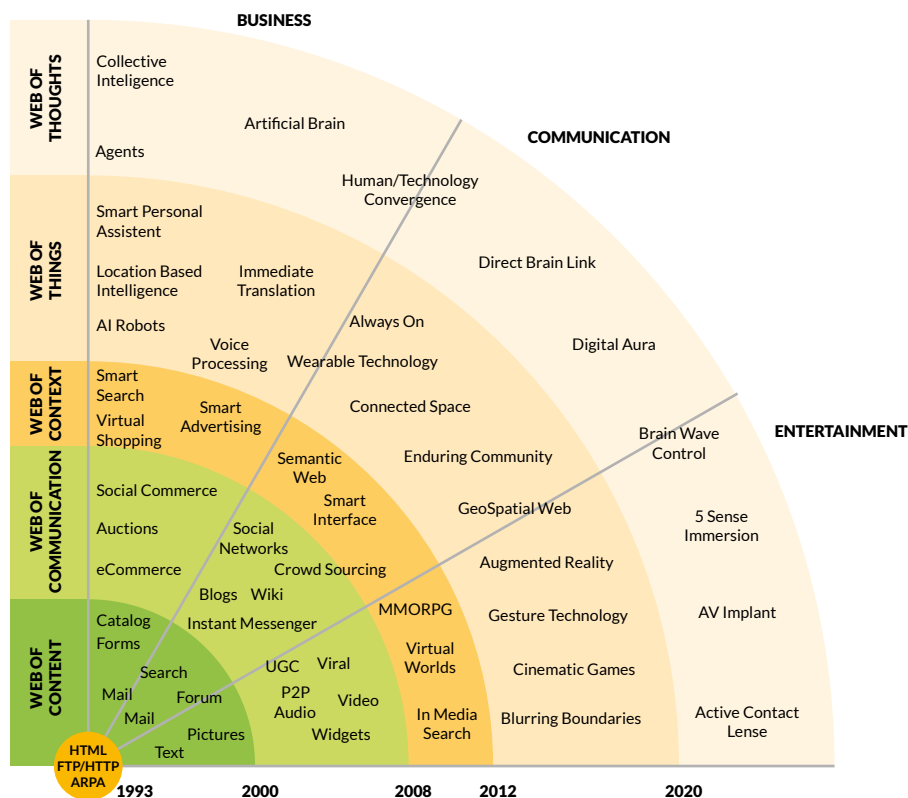 BUSINESS
COMMUNICATION
ENTERTAINMENT
WEB OF
THOUGHTS
Collective
Inteligence
Artificial Brain
Agents
Human/Technology
Convergence
Direct Brain Link
Digital Aura
Brain Wave
Control
5 Sense
Immersion
AV Implant
Active Contact
Lense
WEB OF
THINGS
Smart Personal
Assistent
Location Based
Intelligence
Immediate
Translation
AI Robots
Voice
Processing
Always On
Wearable Technology
Connected Space
Enduring Community
GeoSpatial Web
Augmented Reality
Gesture Technology
Cinematic Games
Blurring Boundaries
WEB OF
CONTEXT
Smart
Search
Virtual
Shopping
Smart
Advertising
Semantic
Web
Smart
Interface
MMORPG
Virtual
Worlds
In Media
Search
WEB OF
COMMUNICATION
Social Commerce
Auctions
eCommerce
Social
Networks
Crowd Sourcing
Blogs
Wiki
Instant Messenger
UGC
Viral
P2P
Audio
Video
Widgets
WEB OF
CONTENT
Catalog
Forms
Search
Mail
Forum
Mail
Pictures
Text
HTML
FTP/HTTP
ARPA
1993
2000
2008
2012
2020